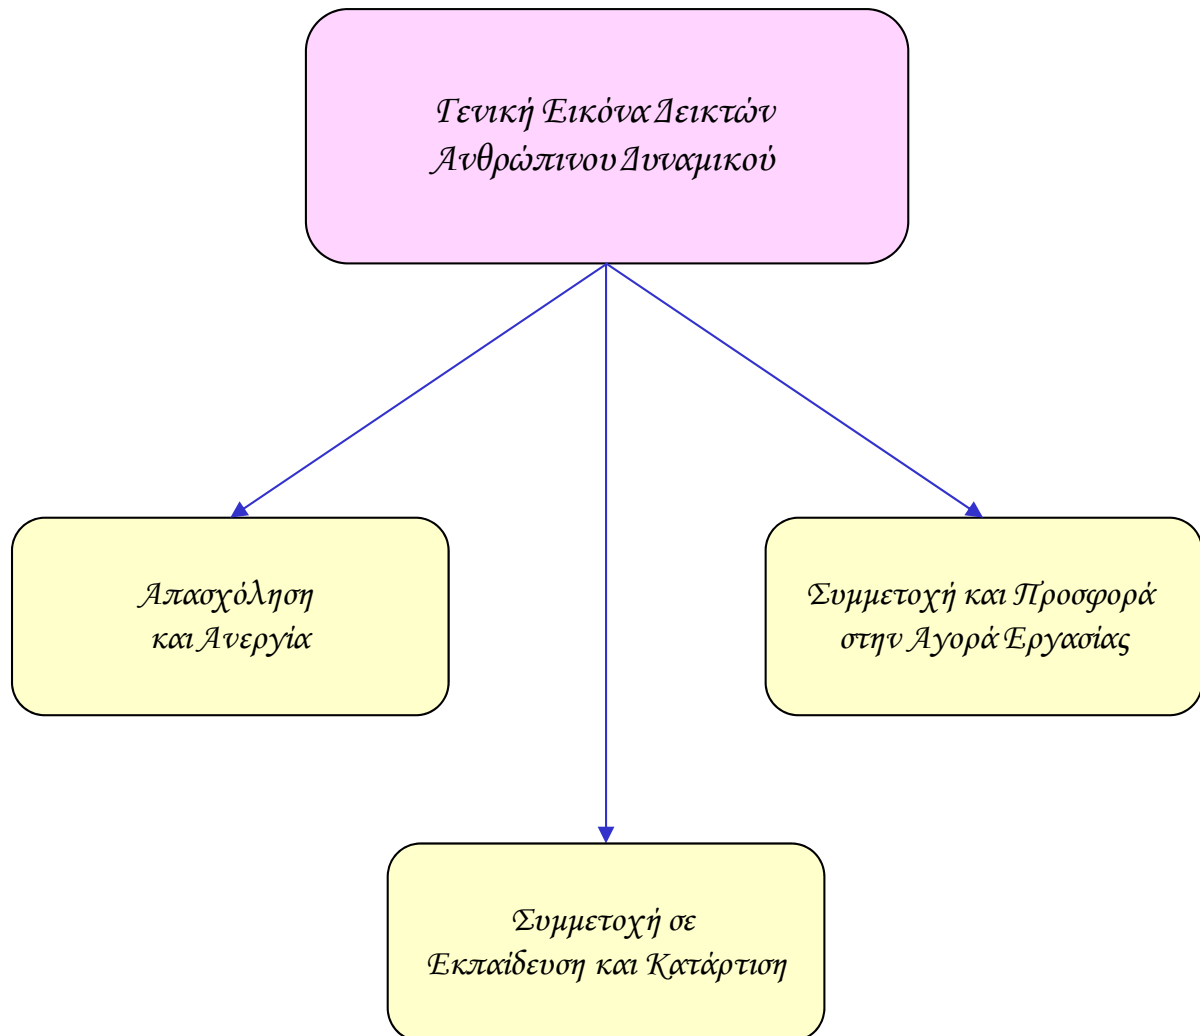 Γενική Εικόνα Δεικτών
Ανθρώπινου Δυναμικού
Απασχόληση
και Ανεργία
Συμμετοχή και Προσφορά
στην Αγορά Εργασίας
Συμμετοχή σε
Εκπαίδευση και Κατάρτιση